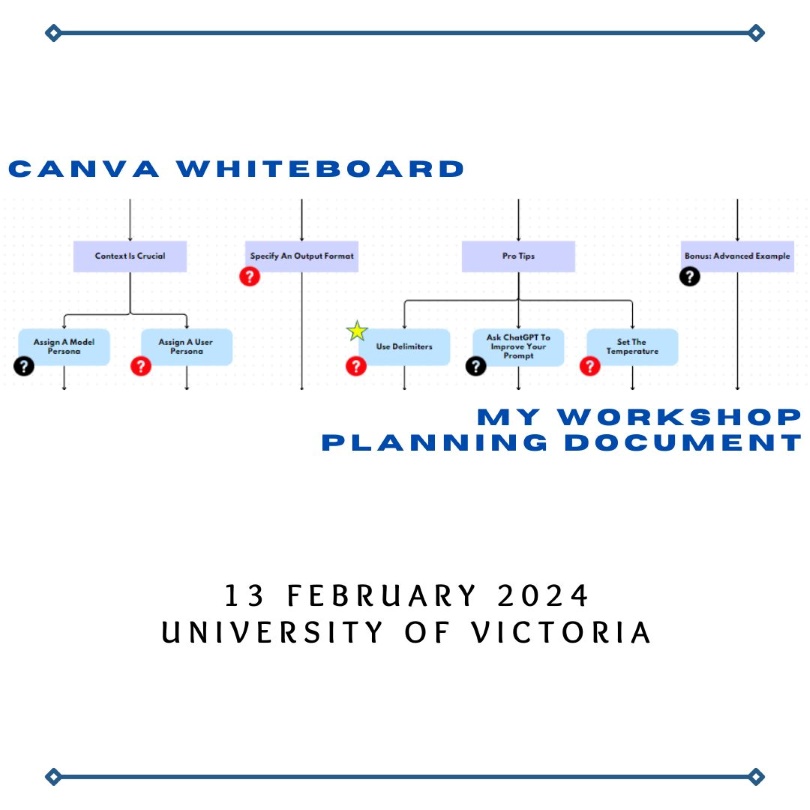 CANVA WHITEBOARD
Context Is Crucial
Specify An Output Format
Pro Tips
Bonus: Advanced Example
?
?
Assign A Model
Persona
Assign A User
Persona
Use Delimiters
Ask ChatGPT To
Improve Your
Prompt
Set The
Temperature
?
?
?
?
?
MY WORKSHOP
PLANNING DOCUMENT
13 FEBRUARY 2024
UNIVERSITY OF VICTORIA